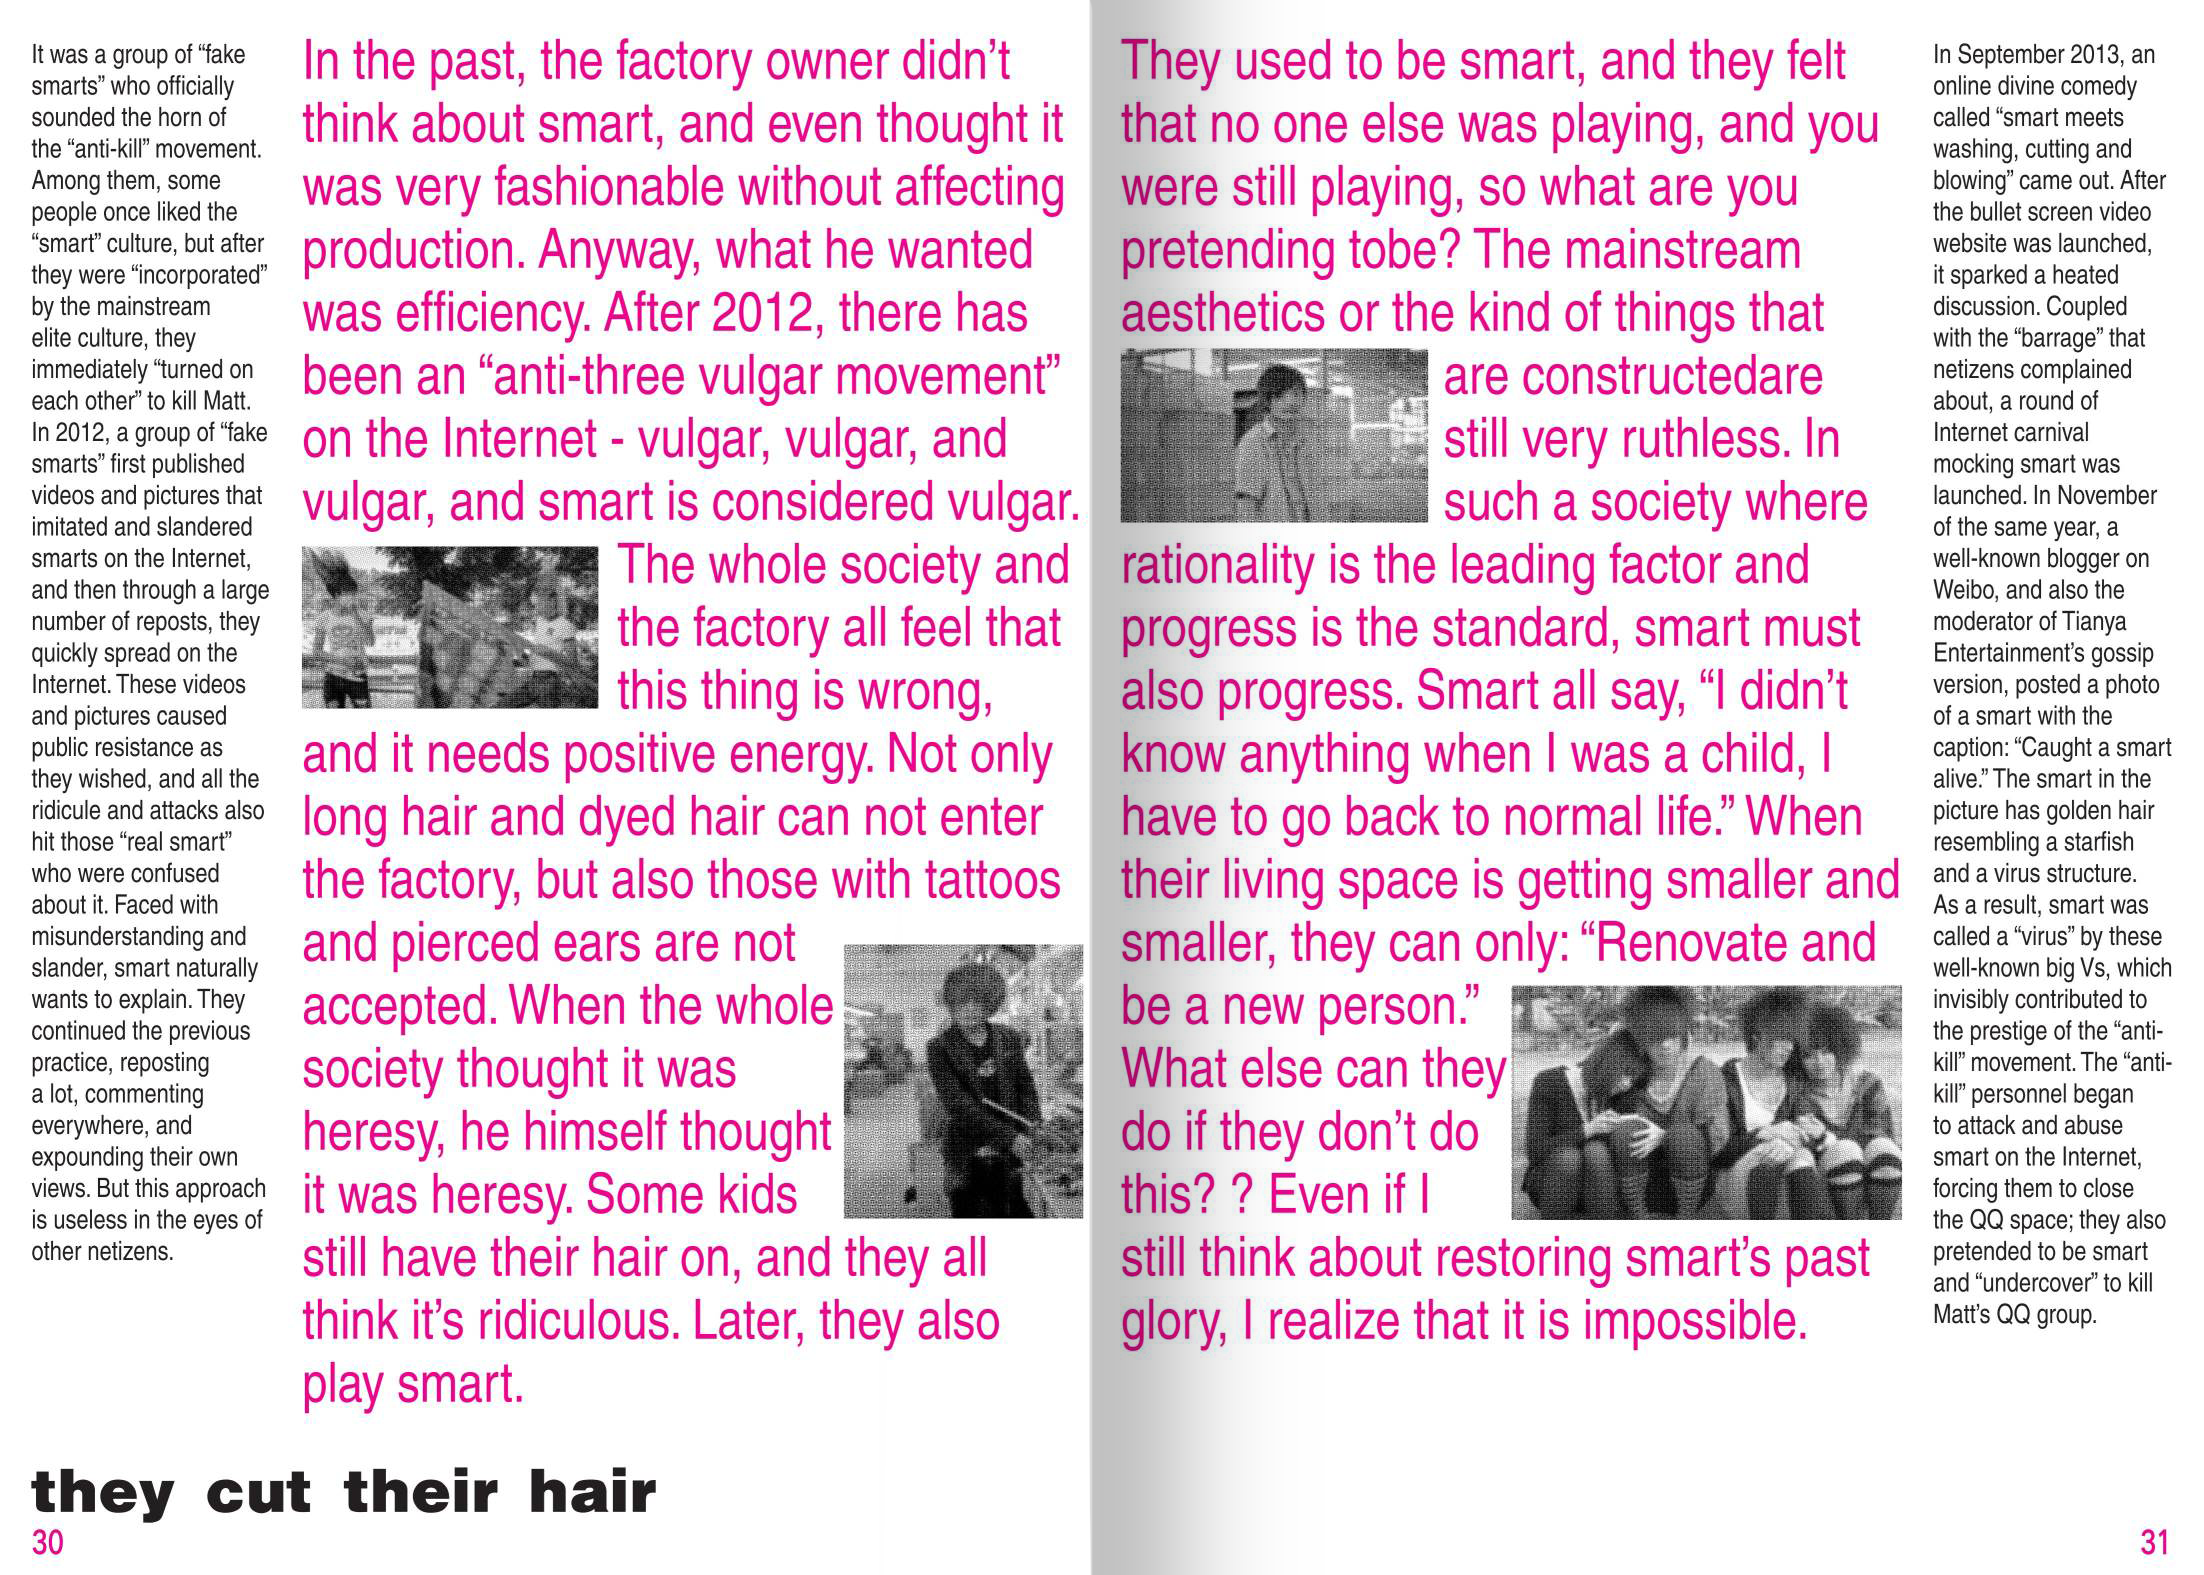 It was a group of “fake
smarts” who officially
sounded the horn of
the “anti-kill” movement.
Among them, some
people once liked the
“smart” culture, but after
they were “incorporated”
by the mainstream
elite culture, they
immediately “turned on
each other” to kill Matt.
In 2012, a group of “fake
smarts” first published
videos and pictures that
imitated and slandered
smarts on the Internet,
and then through a large
number of reposts, they
quickly spread on the
Internet. These videos
and pictures caused
public resistance as
they wished, and all the
ridicule and attacks also
hit those “real smart”
who were confused
about it. Faced with
misunderstanding and
slander, smart naturally
wants to explain. They
continued the previous
practice, reposting
a lot, commenting
everywhere, and
expounding their own
views. But this approach
is useless in the eyes of
other netizens.
In the past, the factory owner didn’t
think about smart, and even thought it
was very fashionable without affecting
production. Anyway, what he wanted
was efficiency. After 2012, there has
been an “anti-three vulgar movement”
on the Internet - vulgar, vulgar, and
vulgar, and smart is considered vulgar.
The whole society and
the factory all feel that
this thing is wrong,
and it needs positive energy. Not only
long hair and dyed hair can not enter
the factory, but also those with tattoos
and pierced ears are not
accepted. When the whole
society thought it was
heresy, he himself thought
it was heresy. Some kids
still have their hair on, and they all
think it’s ridiculous. Later, they also
play smart.
they cut their hair
30
They used to be smart, and they felt
that no one else was playing, and you
were still playing, so what are you
pretending tobe? The mainstream
aesthetics or the kind of things that
are constructedare
still very ruthless. In
such a society where
rationality is the leading factor and
progress is the standard, smart must
also progress. Smart all say, “I didn’t
know anything when I was a child, I
have to go back to normal life.” When
their living space is getting smaller and
smaller, they can only: “Renovate and
be a new person.”
What else can they
do if they don’t do
this? ? Even if I
still think about restoring smart’s past
glory, I realize that it is impossible.
In September 2013, an
online divine comedy
called “smart meets
washing, cutting and
blowing” came out. After
the bullet screen video
website was launched,
it sparked a heated
discussion. Coupled
with the “barrage” that
netizens complained
about, a round of
Internet carnival
mocking smart was
launched. In November
of the same year, a
well-known blogger on
Weibo, and also the
moderator of Tianya
Entertainment’s gossip
version, posted a photo
of a smart with the
caption: “Caught a smart
alive.” The smart in the
picture has golden hair
resembling a starfish
and a virus structure.
As a result, smart was
called a “virus” by these
well-known big Vs, which
invisibly contributed to
the prestige of the “anti-
kill” movement. The “anti-
kill” personnel began
to attack and abuse
smart on the Internet,
forcing them to close
the QQ space; they also
pretended to be smart
and “undercover” to kill
Matt’s QQ group.
31